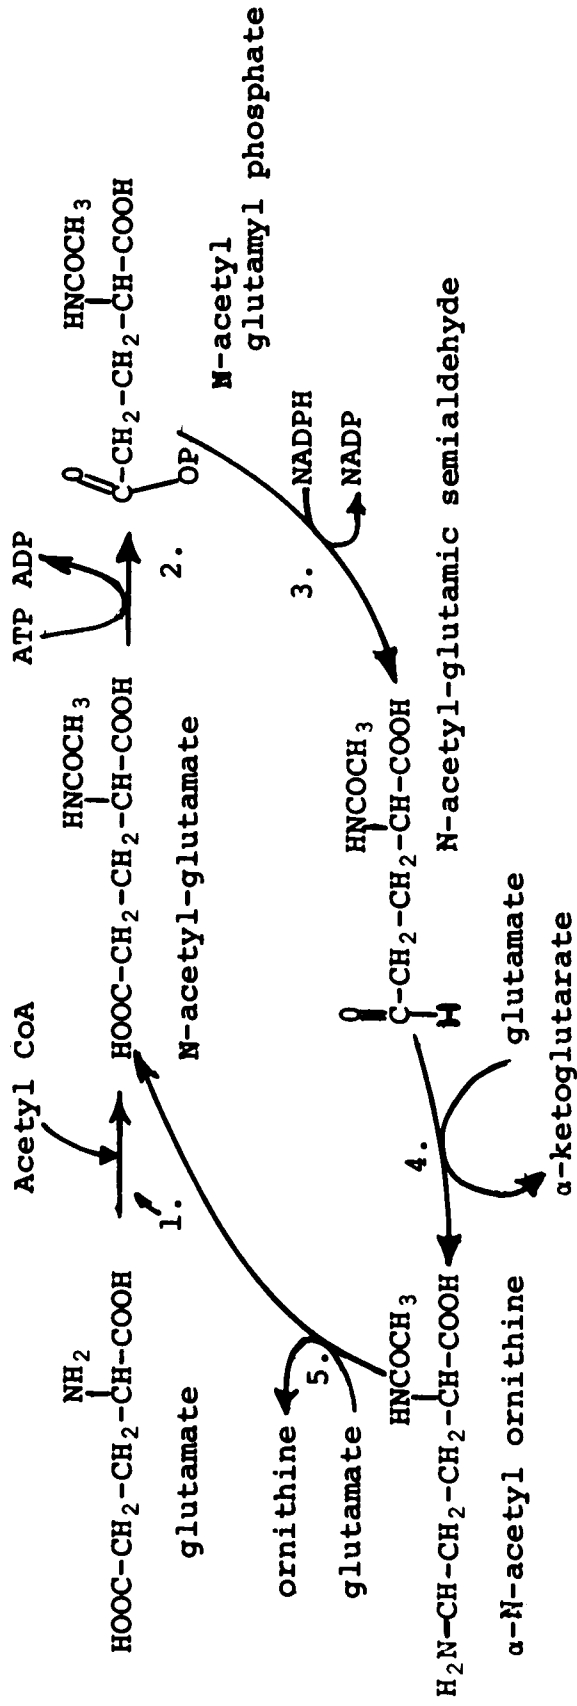 Acetyl CoA
ATP ADP
NH₂
HOOC-CH₂-CH₂-CH-COOH
glutamate
1.
HNCOCH₃
HOOC-CH₂-CH₂-CH-COOH
N-acetyl-glutamate
2.
O
HNCOCH₃
C-CH₂-CH₂-CH-COOH
OP
N-acetyl
glutamyl phosphate
3.
NADPH
NADP
HNCOCH₃
O
C-CH₂-CH₂-CH-COOH
H
N-acetyl-glutamic semialdehyde
4.
glutamate
α-ketoglutarate
HNCOCH₃
H₂N-CH-CH₂-CH₂-CH-COOH
α-N-acetyl ornithine
5.
ornithine
glutamate